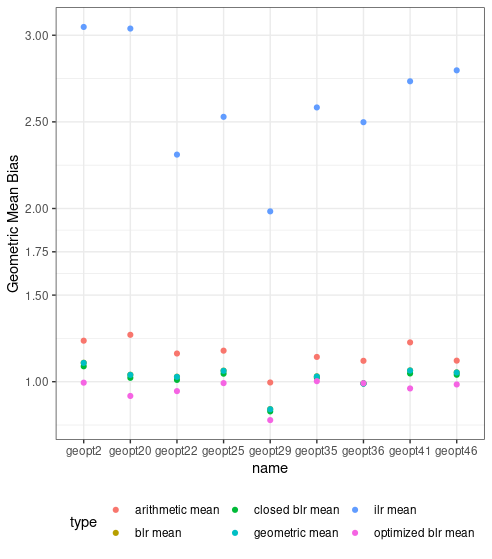 3.00
2.50
2.00
1.75
1.50
1.00
Geometric Mean Bias
geopt2 geopt20 geopt22 geopt25 geopt29 geopt35 geopt36 geopt41 geopt46
name
type
arithmetic mean closed blr mean ilr mean
blr mean geometric mean optimized blr mean